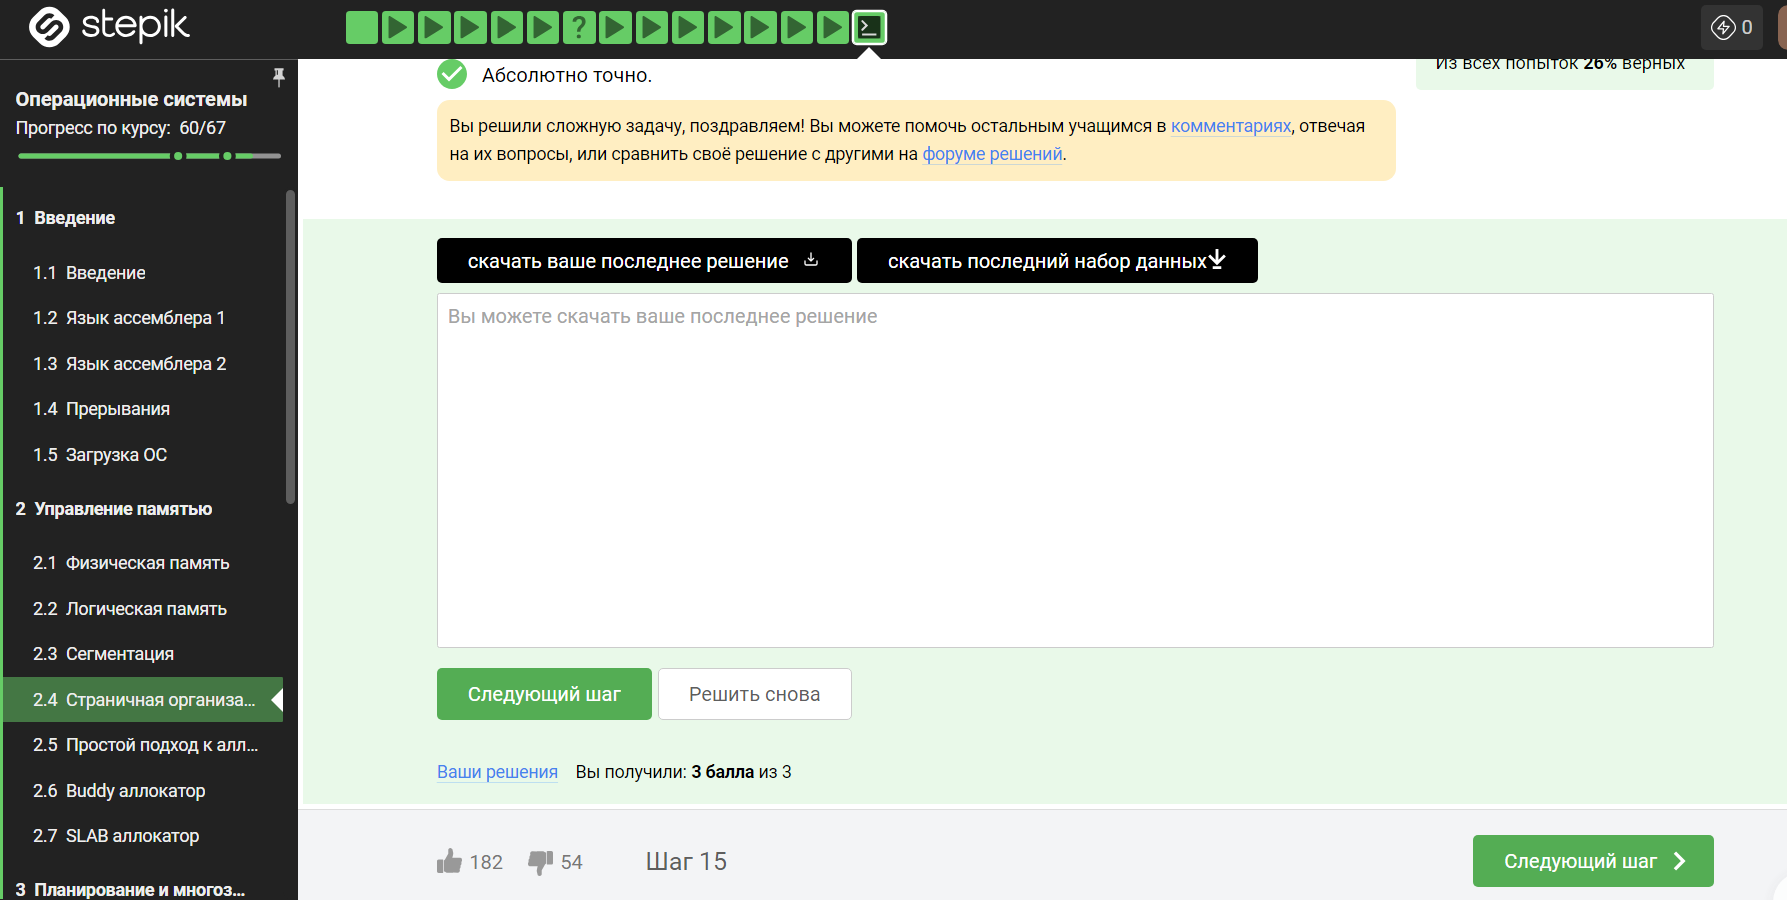 stepik
?
0
Операционные системы
Прогресс по курсу: 60/67
1 Введение
1.1 Введение
1.2 Язык ассемблера 1
1.3 Язык ассемблера 2
1.4 Прерывания
1.5 Загрузка ОС
2 Управление памятью
2.1 Физическая память
2.2 Логическая память
2.3 Сегментация
2.4 Страничная организа...
2.5 Простой подход к алл...
2.6 Buddy аллокатор
2.7 SLAB аллокатор
3 Планирование и многоз...
Абсолютно точно.
Из всех попыток 26% верных
Вы решили сложную задачу, поздравляем! Вы можете помочь остальным учащимся в комментариях, отвечая
на их вопросы, или сравнить своё решение с другими на форуме решений.
скачать ваше последнее решение
скачать последний набор данных
Вы можете скачать ваше последнее решение
Следующий шаг
Решить снова
Ваши решения Вы получили: 3 балла из 3
182 54 Шаг 15
Следующий шаг